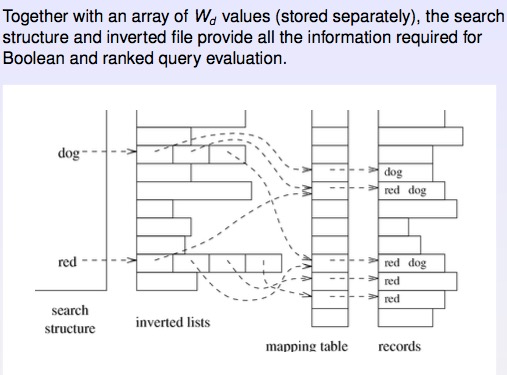 Together with an array of Wd values (stored separately), the search
structure and inverted file provide all the information required for
Boolean and ranked query evaluation.
dog
dog
red dog
red
red dog
red
red
search
structure
inverted lists
mapping table
records